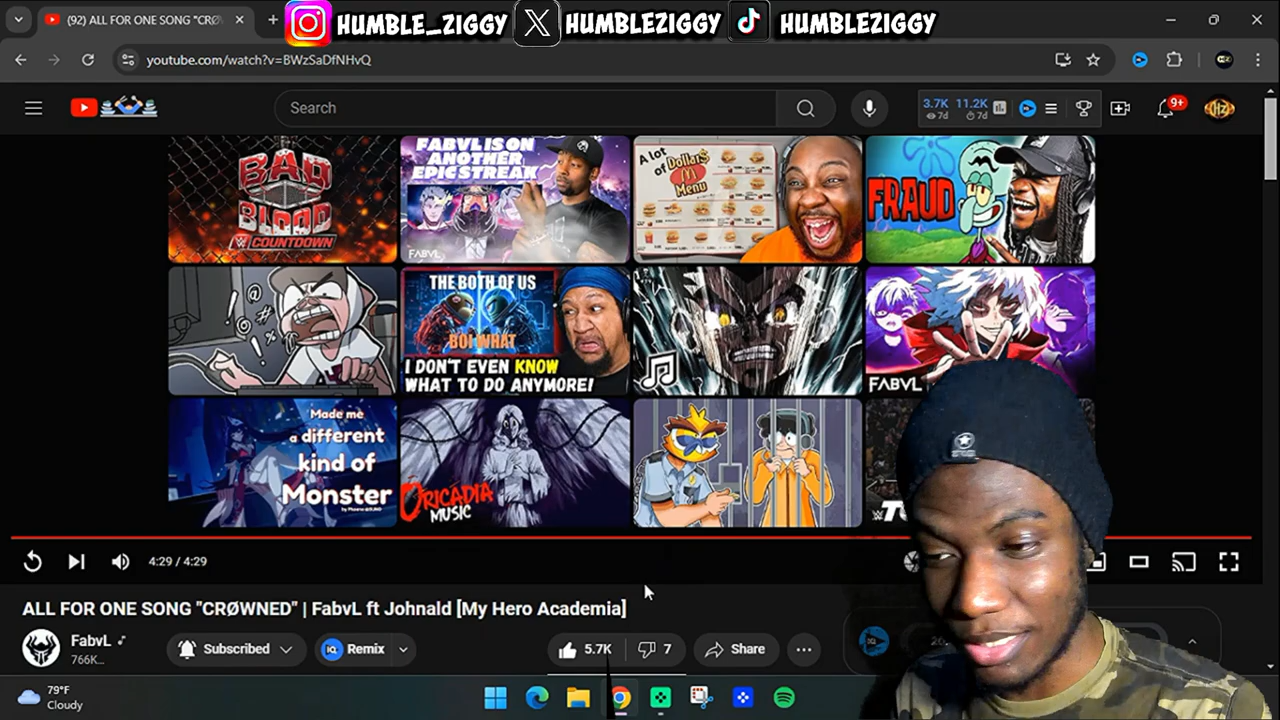 (92) ALL FOR ONE SONG "CRØ
HUMBLE_ZIGGY
HUMBLEZIGGY
HUMBLEZIGGY
youtube.com/watch?v=BWzSaDfNHvQ
Search
3.7K 11.2K
7d 7d
9+
BAD
BLOOD
COUNTDOWN
FABVL IS ON
ANOTHER
EPIC STREAK
FABVL
A lot
of Dollar$
Menu
FRAUD
THE BOTH OF US
BOI WHAT
I DON'T EVEN KNOW
WHAT TO DO ANYMORE!
FABVL
Made me
a different
kind of
Monster
ORICADIA
MUSIC
4:29 / 4:29
ALL FOR ONE SONG "CRØWNED" | FabvL ft Johnald [My Hero Academia]
FabvL
766K...
Subscribed
iQ Remix
5.7K
7
Share
79°F
Cloudy